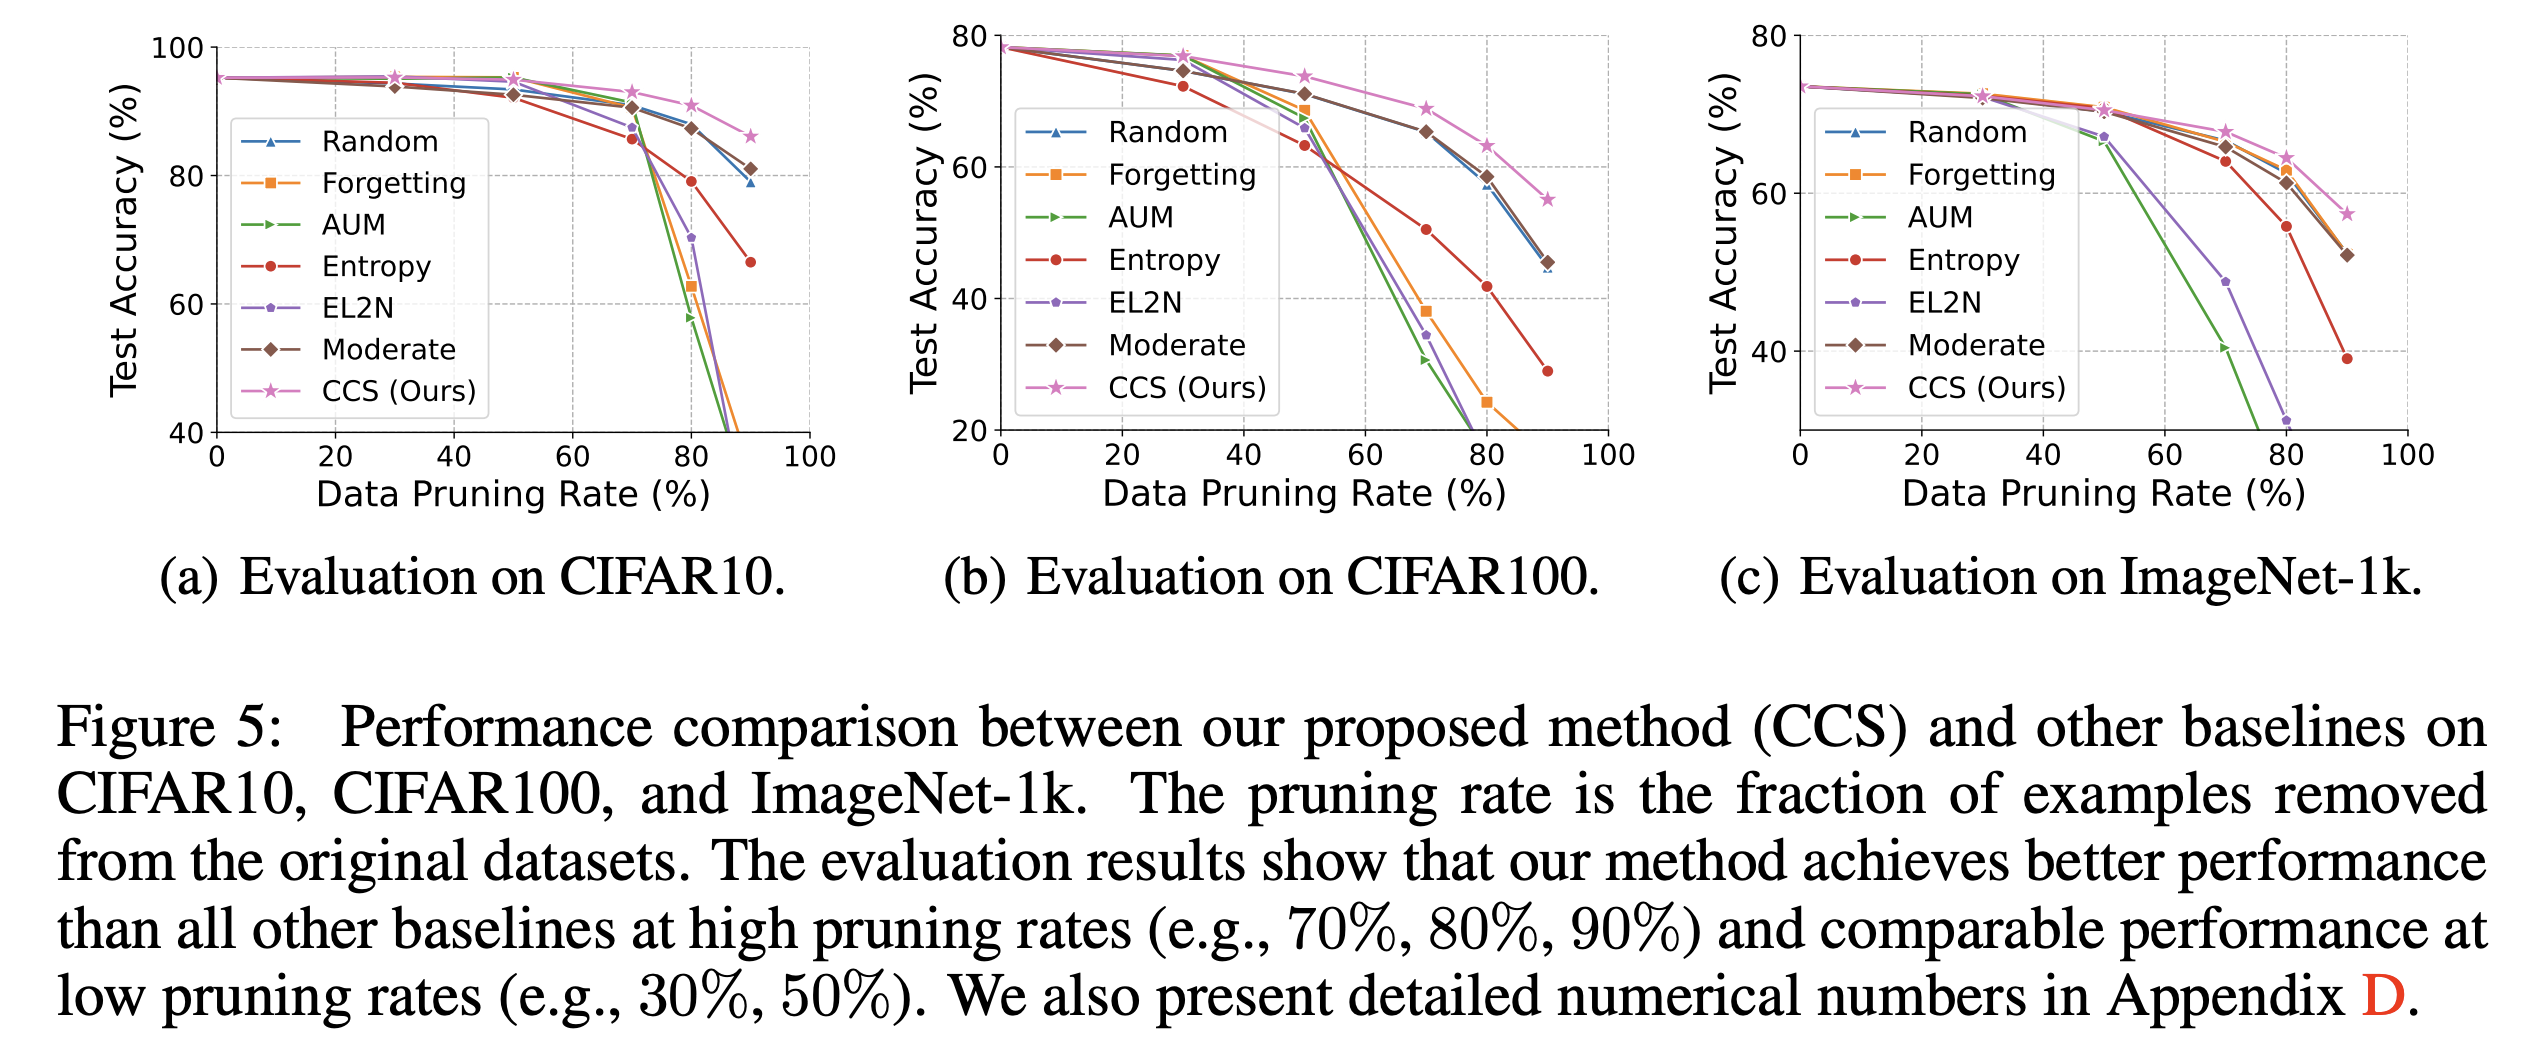 100
80
60
40
0
20
40
60
80
100
Test Accuracy (%)
Data Pruning Rate (%)
Random
Forgetting
AUM
Entropy
EL2N
Moderate
CCS (Ours)
(a) Evaluation on CIFAR10.
80
60
40
20
0
20
40
60
80
100
Test Accuracy (%)
Data Pruning Rate (%)
Random
Forgetting
AUM
Entropy
EL2N
Moderate
CCS (Ours)
(b) Evaluation on CIFAR100.
80
60
40
0
20
40
60
80
100
Test Accuracy (%)
Data Pruning Rate (%)
Random
Forgetting
AUM
Entropy
EL2N
Moderate
CCS (Ours)
(c) Evaluation on ImageNet-1k.
Figure 5: Performance comparison between our proposed method (CCS) and other baselines on
CIFAR10, CIFAR100, and ImageNet-1k. The pruning rate is the fraction of examples removed
from the original datasets. The evaluation results show that our method achieves better performance
than all other baselines at high pruning rates (e.g., 70%, 80%, 90%) and comparable performance at
low pruning rates (e.g., 30%, 50%). We also present detailed numerical numbers in Appendix D.